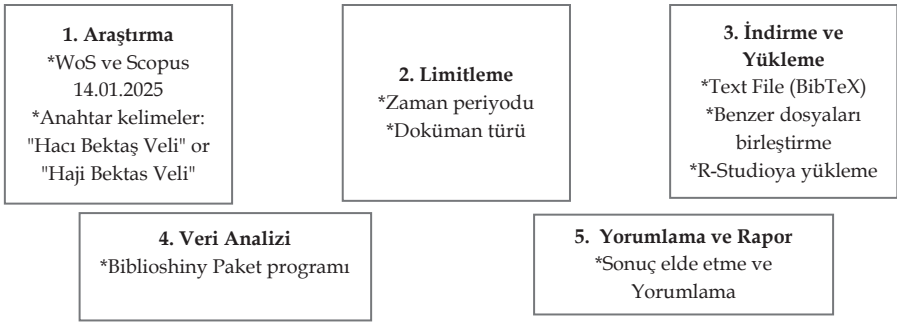 1. Araştırma
*WoS ve Scopus
14.01.2025
*Anahtar kelimeler:
"Hacı Bektaş Veli" or
"Haji Bektas Veli"
2. Limitleme
*Zaman periyodu
*Doküman türü
3. İndirme ve
Yükleme
*Text File (BibTeX)
*Benzer dosyaları
birleştirme
*R-Studioya yükleme
4. Veri Analizi
*Biblioshiny Paket programı
5. Yorumlama ve Rapor
*Sonuç elde etme ve
Yorumlama